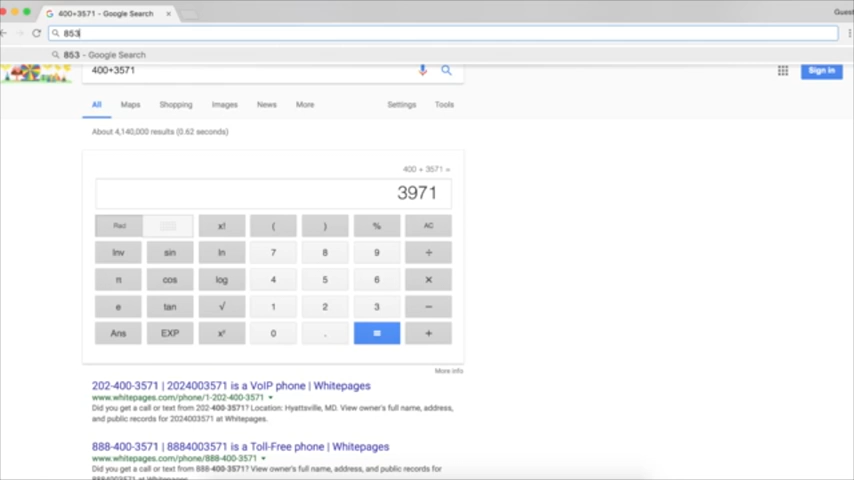 400+3571 - Google Search
Guest
853
853 - Google Search
400+3571
Sign in
All Maps Shopping Images News More Settings Tools
About 4,140,000 results (0.62 seconds)
400 + 3571 =
3971
Rad x! ( ) % AC
Inv sin ln 7 8 9 ÷
π cos log 4 5 6 ×
e tan √ 1 2 3 −
Ans EXP x² 0 . = +
More info
202-400-3571 | 2024003571 is a VoIP phone | Whitepages
www.whitepages.com/phone/1-202-400-3571
Did you get a call or text from 202-400-3571? Location: Hyattsville, MD. View owner's full name, address,
and public records for 2024003571 at Whitepages.
888-400-3571 | 8884003571 is a Toll-Free phone | Whitepages
www.whitepages.com/phone/888-400-3571
Did you get a call or text from 888-400-3571? View owner's full name, address, and public records for
8884003571 at Whitepages.